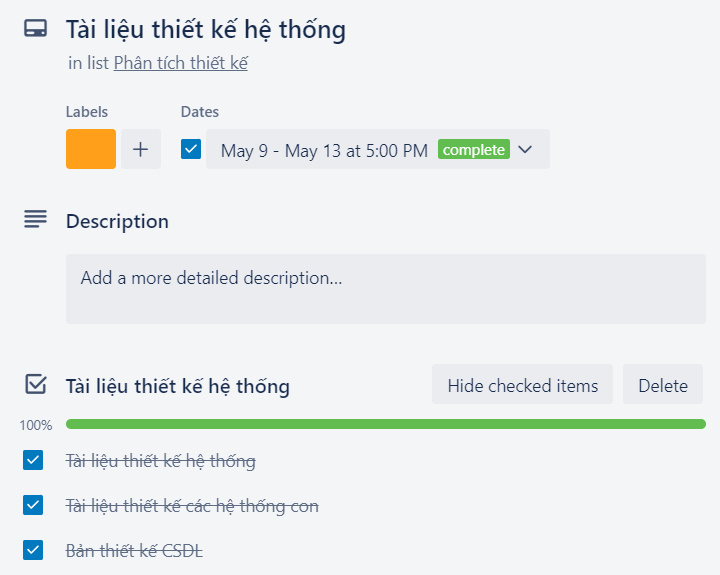 Tài liệu thiết kế hệ thống
in list Phân tích thiết kế
Labels Dates
May 9 - May 13 at 5:00 PM complete
Description
Add a more detailed description...
Tài liệu thiết kế hệ thống Hide checked items Delete
100%
Tài liệu thiết kế hệ thống
Tài liệu thiết kế các hệ thống con
Bản thiết kế CSDL